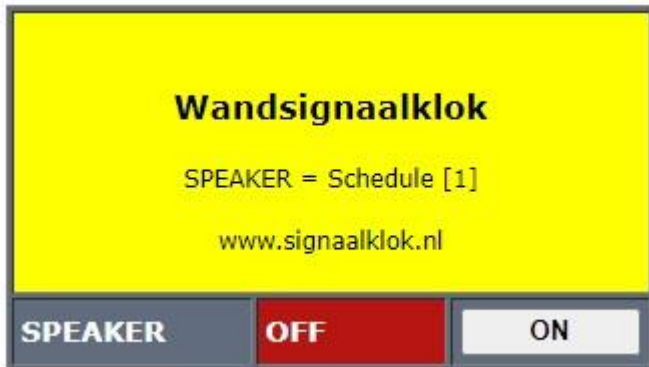 Wandsignaalklok
SPEAKER = Schedule [1]
www.signaalklok.nl
SPEAKER OFF ON